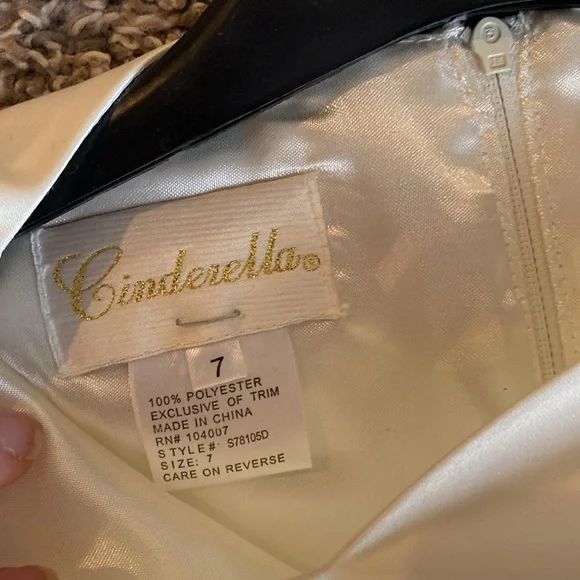 Cinderella®
7
100% POLYESTER
EXCLUSIVE OF TRIM
MADE IN CHINA
RN# 104007
STYLE#: S78105D
SIZE: 7
CARE ON REVERSE